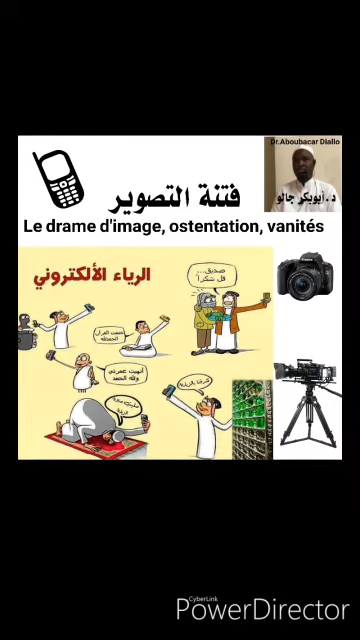 Dr.Aboubacar Diallo
د.أبوبكر جالو
فتنة التصوير
Le drame d'image, ostentation, vanités
الرياء الألكتروني
صديق...
قل شكراً
ختمت القرآن
الحمدلله
أنهيت عمرتي
ولله الحمد
CyberLink
PowerDirector